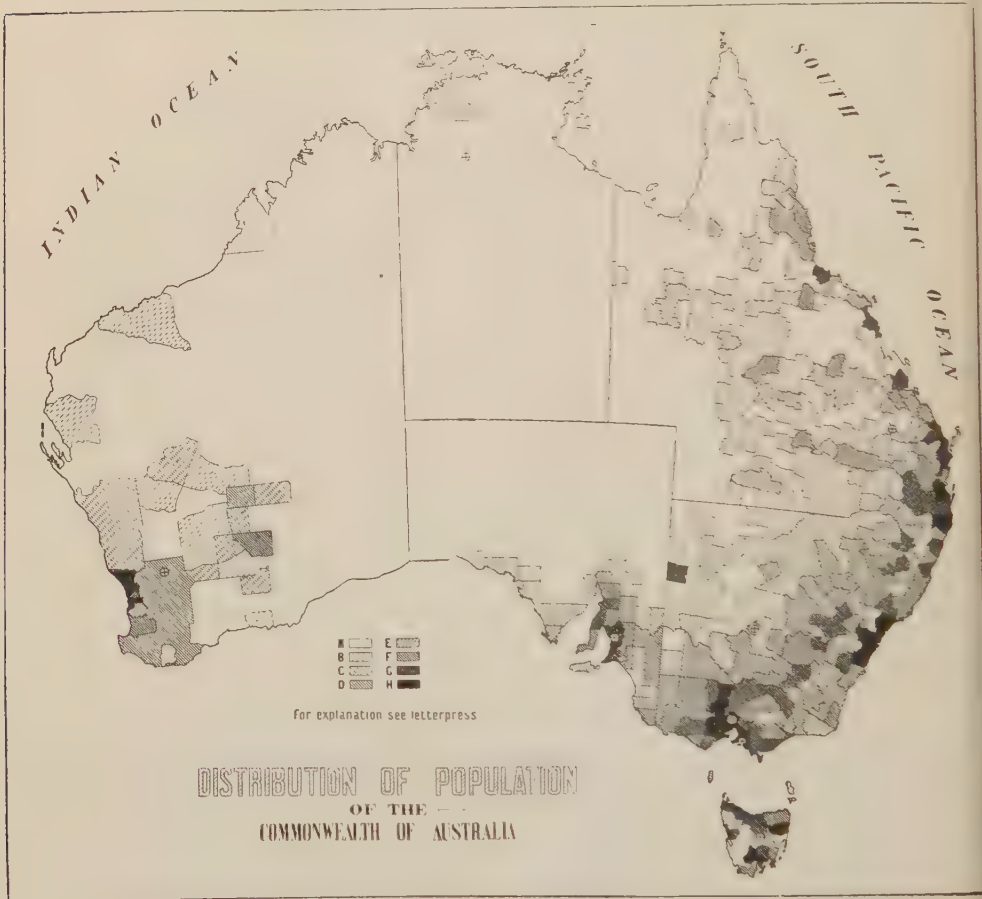 INDIAN OCEAN
SOUTH PACIFIC OCEAN
B E
C F
D G
H
For explanation see letterpress
DISTRIBUTION OF POPULATION
OF THE
COMMONWEALTH OF AUSTRALIA